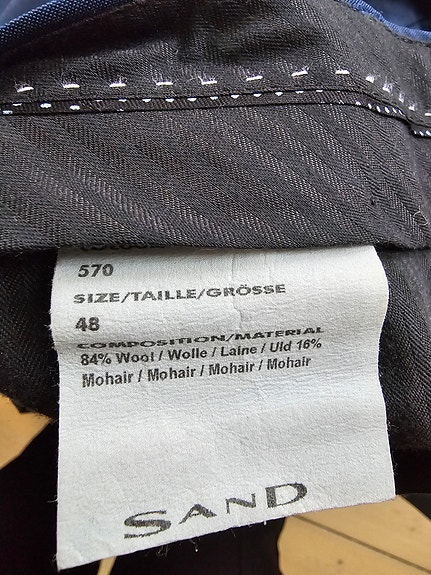 570
SIZE/TAILLE/GRÖSSE
48
COMPOSITION/MATERIAL
84% Wool / Wolle / Laine / Uld 16%
Mohair / Mohair / Mohair / Mohair
SAND